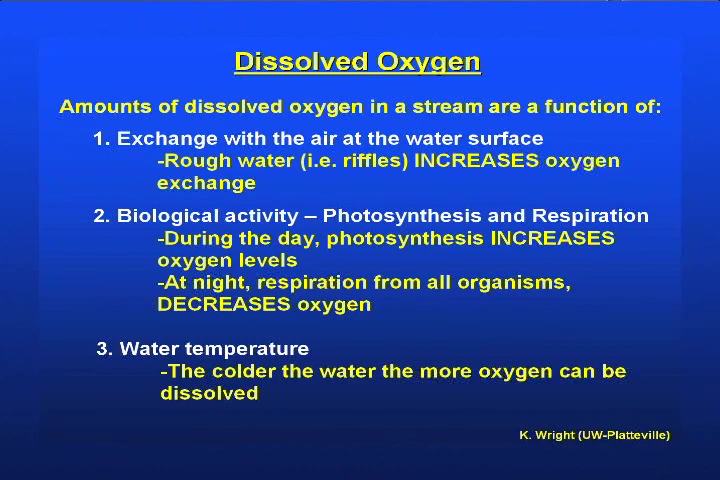 Dissolved Oxygen
Amounts of dissolved oxygen in a stream are a function of:
1. Exchange with the air at the water surface
-Rough water (i.e. riffles) INCREASES oxygen
exchange
2. Biological activity – Photosynthesis and Respiration
-During the day, photosynthesis INCREASES
oxygen levels
-At night, respiration from all organisms,
DECREASES oxygen
3. Water temperature
-The colder the water the more oxygen can be
dissolved
K. Wright (UW-Platteville)